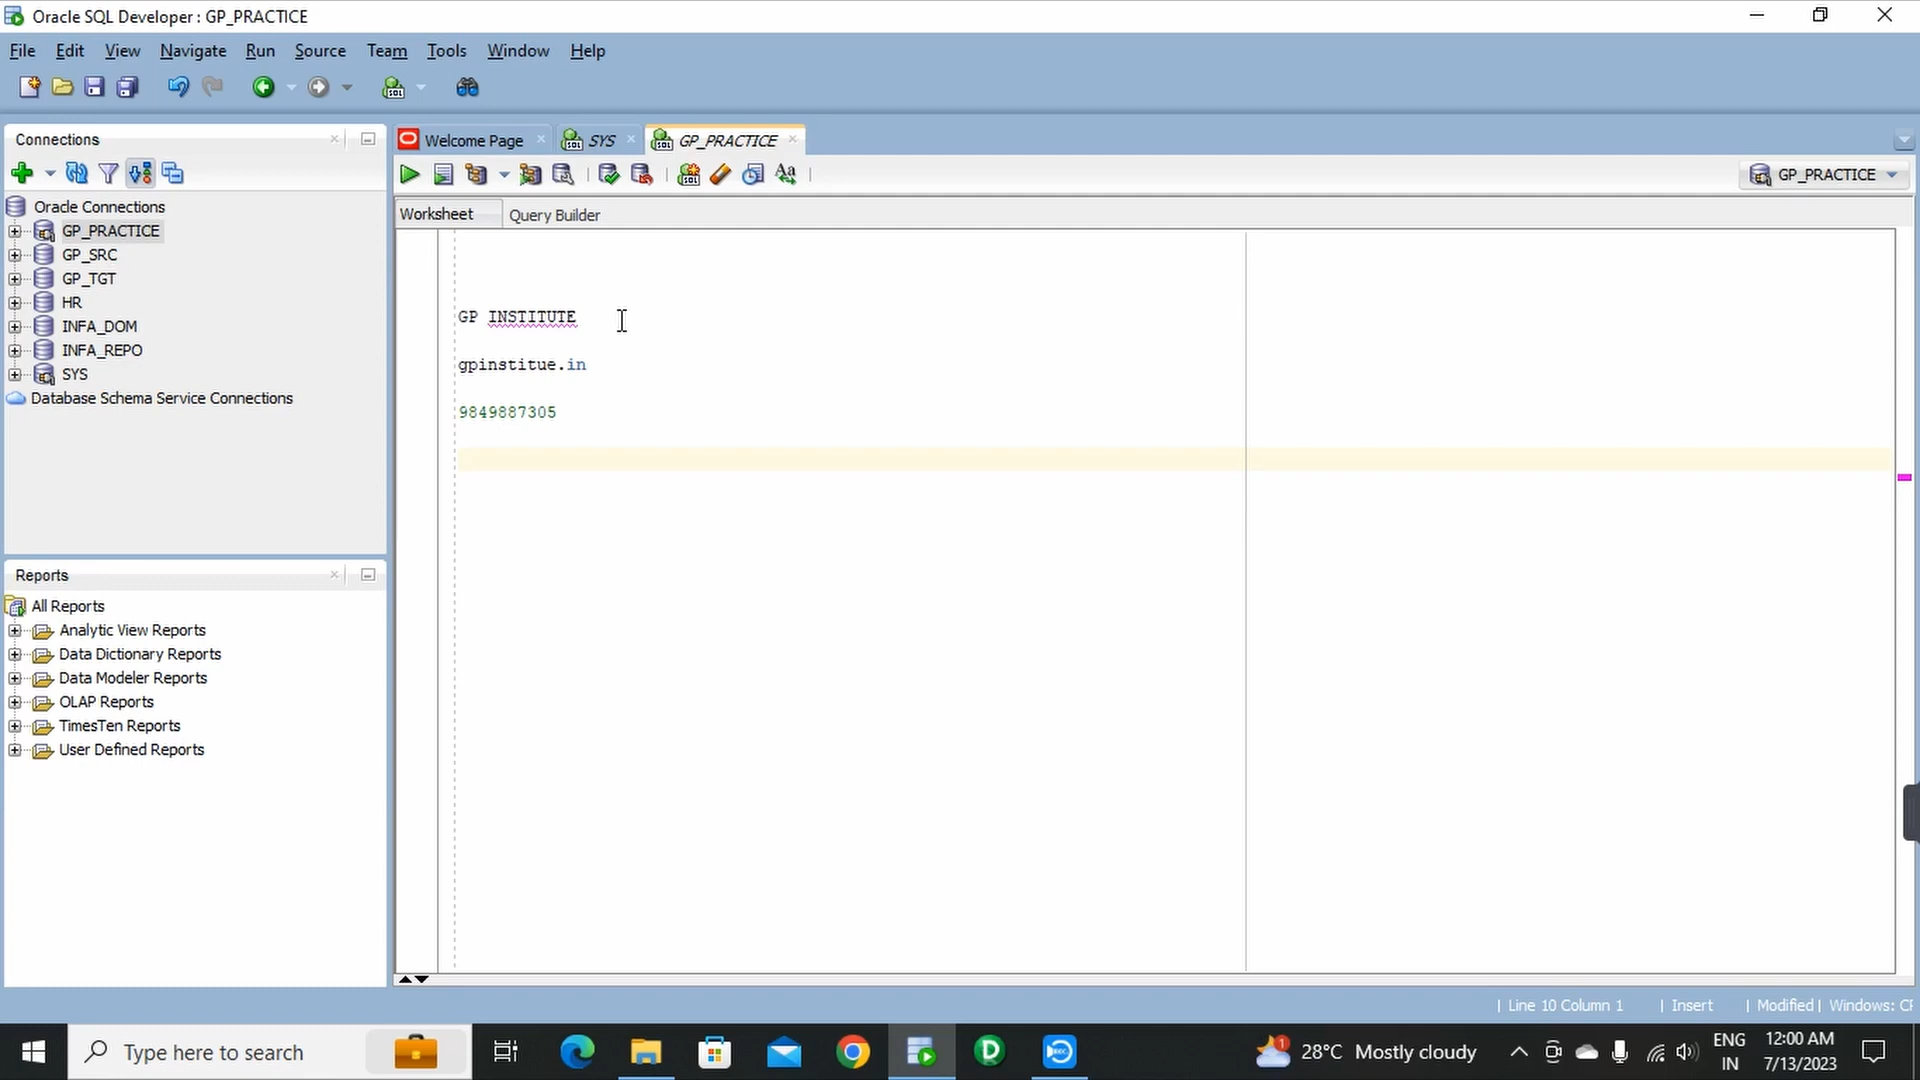 Oracle SQL Developer : GP_PRACTICE
File Edit View Navigate Run Source Team Tools Window Help
Connections
Oracle Connections
GP_PRACTICE
GP_SRC
GP_TGT
HR
INFA_DOM
INFA_REPO
SYS
Database Schema Service Connections
Reports
All Reports
Analytic View Reports
Data Dictionary Reports
Data Modeler Reports
OLAP Reports
TimesTen Reports
User Defined Reports
Welcome Page SYS GP_PRACTICE
GP_PRACTICE
Worksheet Query Builder
GP INSTITUTE
gpinstitue.in
9849887305
Line 10 Column 1 Insert Modified Windows: CF
Type here to search
28°C Mostly cloudy
ENG
IN
12:00 AM
7/13/2023